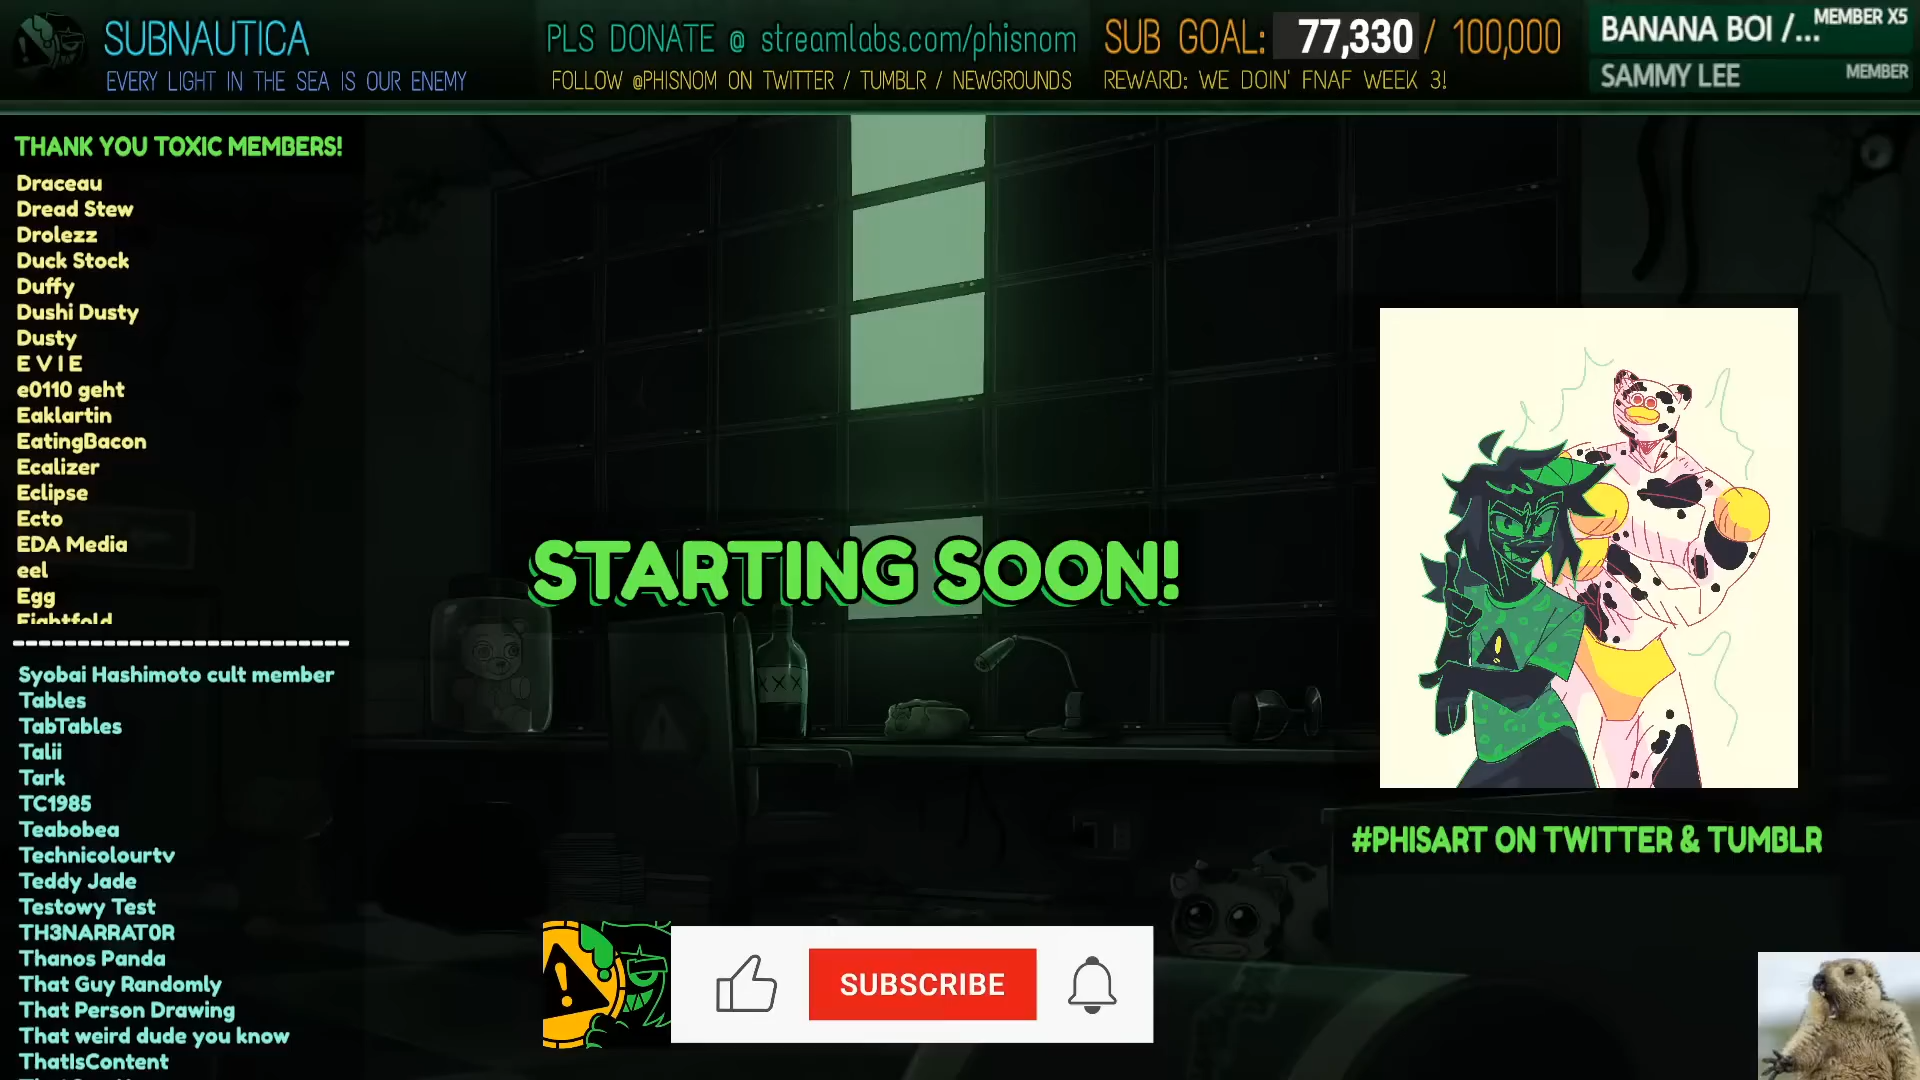 SUBNAUTICA
EVERY LIGHT IN THE SEA IS OUR ENEMY
PLS DONATE @ streamlabs.com/phisnom
FOLLOW @PHISNOM ON TWITTER / TUMBLR / NEWGROUNDS
SUB GOAL: 77,330 / 100,000
REWARD: WE DOIN' FNAF WEEK 3!
BANANA BOI /... MEMBER X5
SAMMY LEE MEMBER
THANK YOU TOXIC MEMBERS!
Draceau
Dread Stew
Drolezz
Duck Stock
Duffy
Dushi Dusty
Dusty
E V I E
e0110 geht
Eaklartin
EatingBacon
Ecalizer
Eclipse
Ecto
EDA Media
eel
Egg
Eightfold
Syobai Hashimoto cult member
Tables
TabTables
Talii
Tark
TC1985
Teabobea
Technicolourtv
Teddy Jade
Testowy Test
TH3NARRAT0R
Thanos Panda
That Guy Randomly
That Person Drawing
That weird dude you know
ThatIsContent
STARTING SOON!
XXX
#PHISART ON TWITTER & TUMBLR
SUBSCRIBE